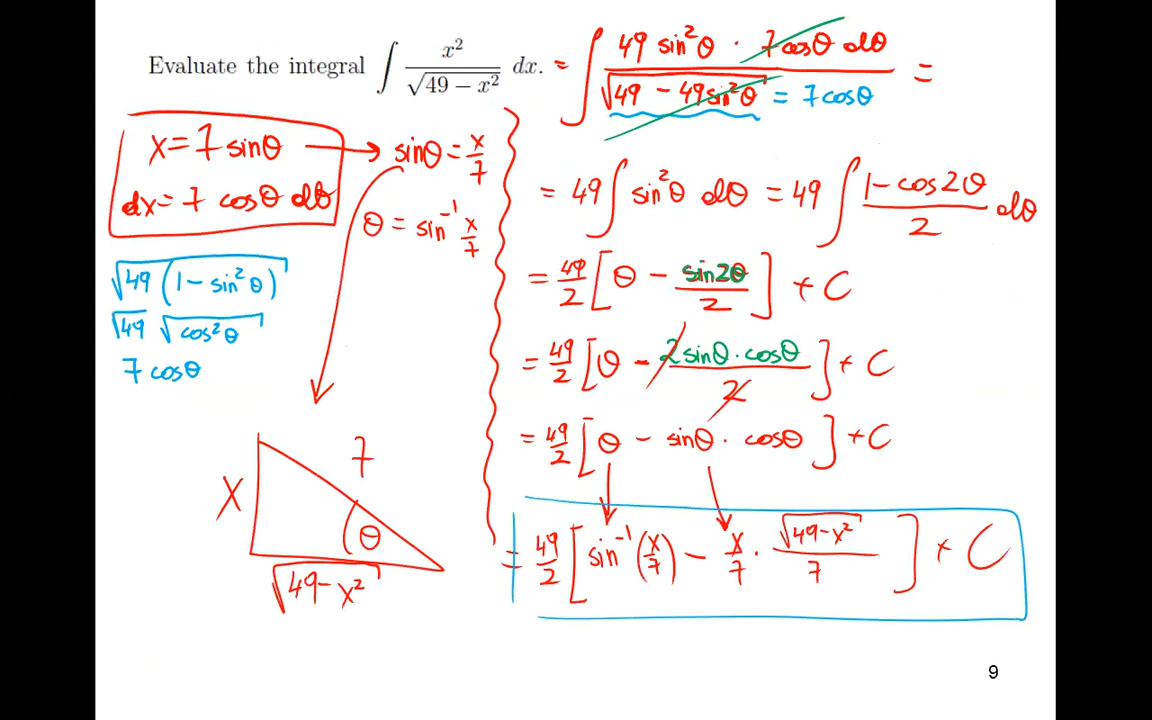 Evaluate the integral ∫ x²/√(49 − x²) dx. = ∫ (49 sin²θ · 7cosθ dθ)/√(49 − 49sin²θ) =
= 7cosθ
x = 7 sinθ → sinθ = x/7
dx = 7 cosθ dθ
θ = sin⁻¹ x/7
√(49 (1 − sin²θ))
√49 √(cos²θ)
7 cosθ
X
7
θ
√(49−x²)
= 49 ∫ sin²θ dθ = 49 ∫ (1 − cos2θ)/2 dθ
= 49/2 [θ − sin2θ/2] + C
= 49/2 [θ − 2sinθ · cosθ/2] + C
= 49/2 [θ − sinθ · cosθ] + C
= 49/2 [sin⁻¹(x/7) − x/7 · √(49−x²)/7] + C
9